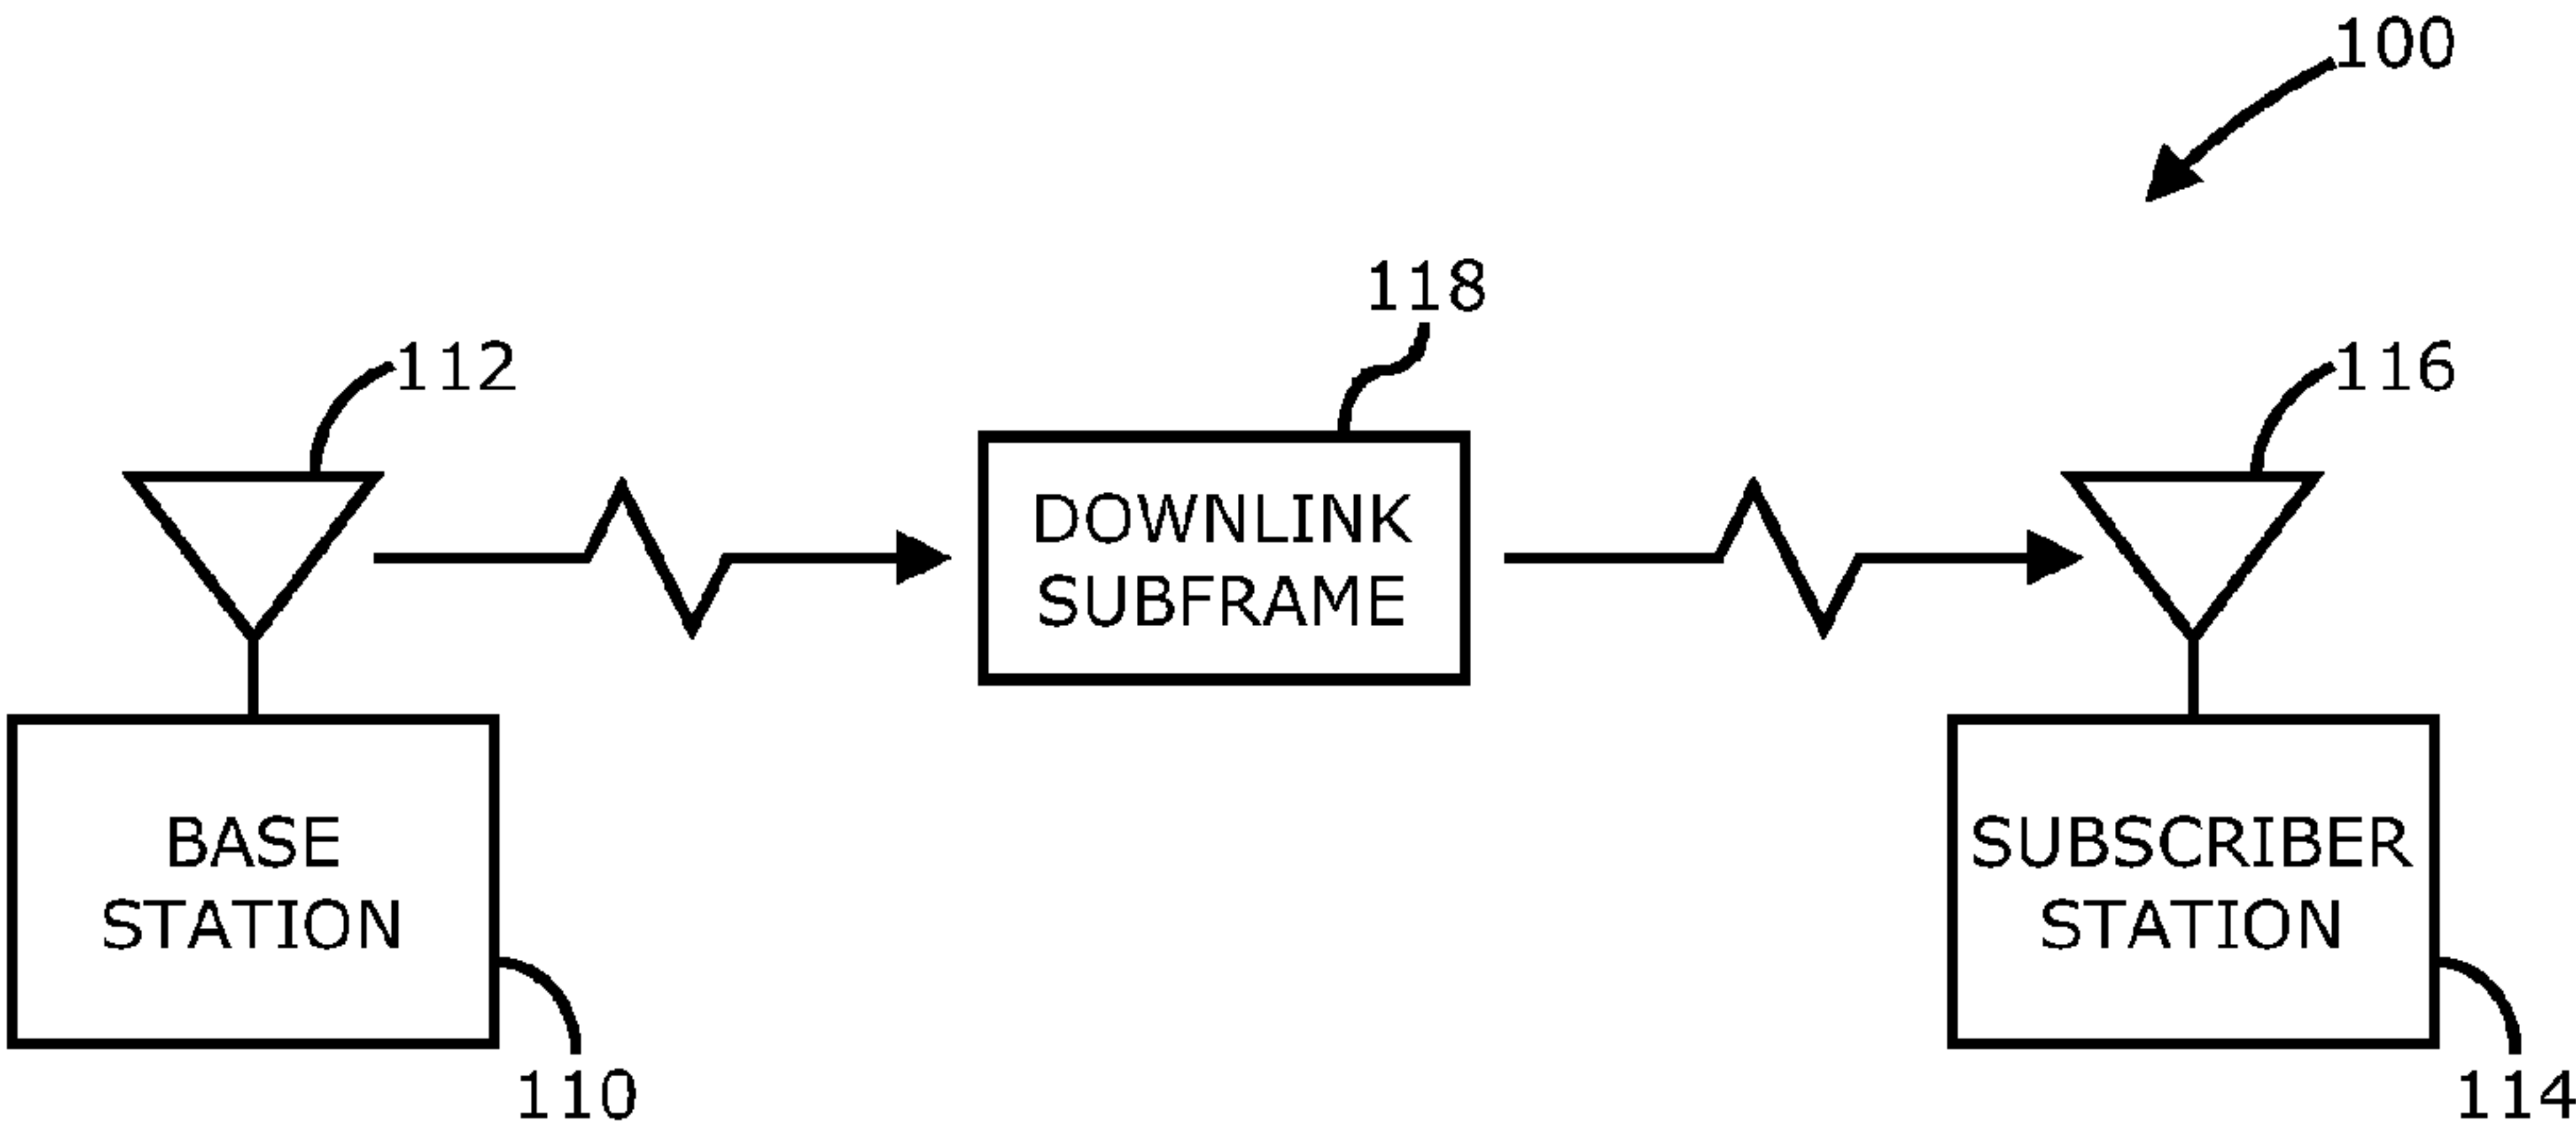 100
118
112
116
DOWNLINK
SUBFRAME
BASE
STATION
SUBSCRIBER
STATION
110
114